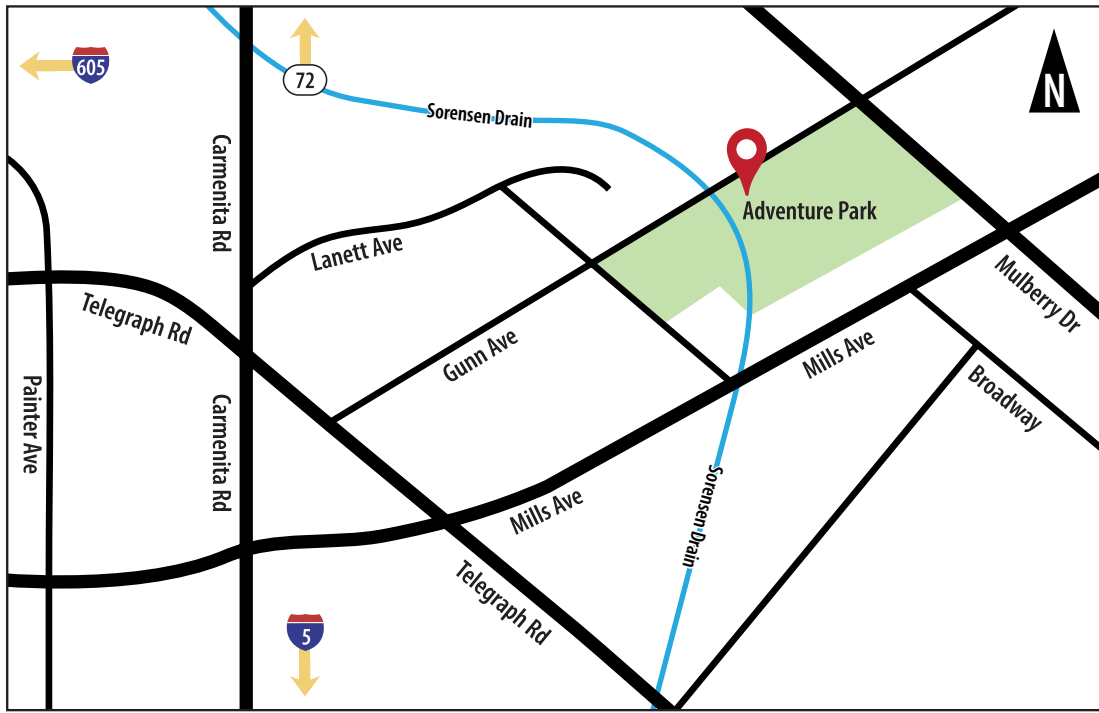 605
72
Sorensen Drain
N
Carmenita Rd
Adventure Park
Lanett Ave
Mulberry Dr
Telegraph Rd
Gunn Ave
Mills Ave
Painter Ave
Carmenita Rd
Broadway
Mills Ave
Sorensen Drain
Telegraph Rd
5